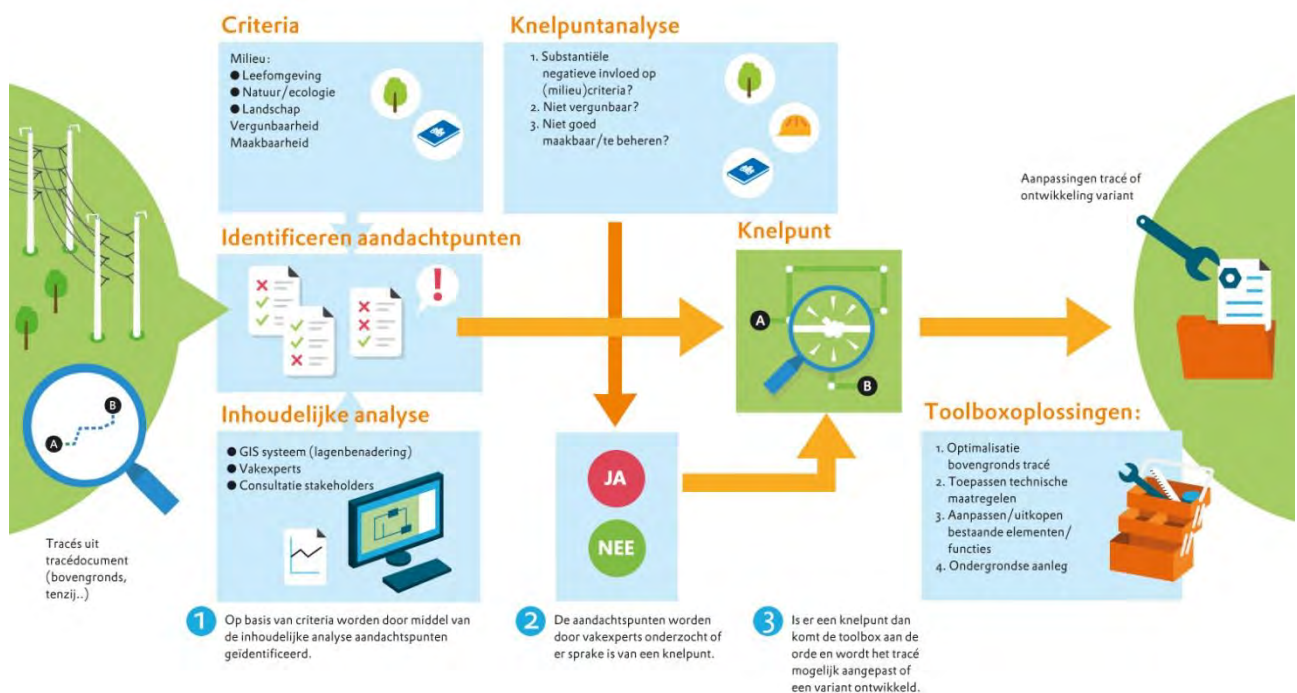 Criteria
Milieu:
● Leefomgeving
● Natuur/ecologie
● Landschap
Vergunbaarheid
Maakbaarheid
Knelpuntanalyse
1. Substantiële
negatieve invloed op
(milieu)criteria?
2. Niet vergunbaar?
3. Niet goed
maakbaar/te beheren?
Identificeren aandachtpunten
Inhoudelijke analyse
● GIS systeem (lagenbenadering)
● Vakexperts
● Consultatie stakeholders
A
B
Tracés uit
tracédocument
(bovengronds,
tenzij..)
JA
NEE
Knelpunt
A
B
Aanpassingen tracé of
ontwikkeling variant
Toolboxoplossingen:
1. Optimalisatie
bovengronds tracé
2. Toepassen technische
maatregelen
3. Aanpassen/uitkopen
bestaande elementen/
functies
4. Ondergrondse aanleg
1 Op basis van criteria worden door middel van
de inhoudelijke analyse aandachtspunten
geïdentificeerd.
2 De aandachtspunten worden
door vakexperts onderzocht of
er sprake is van een knelpunt.
3 Is er een knelpunt dan
komt de toolbox aan de
orde en wordt het tracé
mogelijk aangepast of
een variant ontwikkeld.